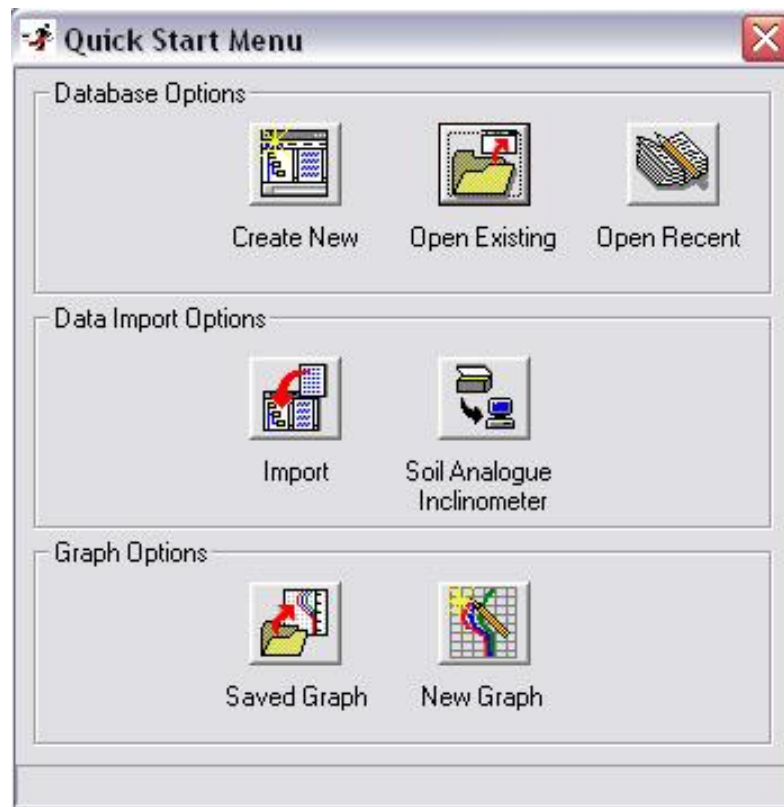 Quick Start Menu
Database Options
Create New
Open Existing
Open Recent
Data Import Options
Import
Soil Analogue
Inclinometer
Graph Options
Saved Graph
New Graph